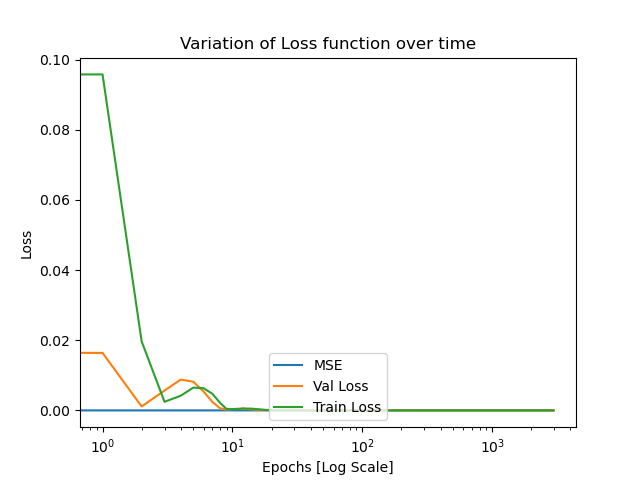 Variation of Loss function over time
0.10
0.08
0.06
0.04
0.02
0.00
Loss
MSE
Val Loss
Train Loss
10⁰
10¹
10²
10³
Epochs [Log Scale]